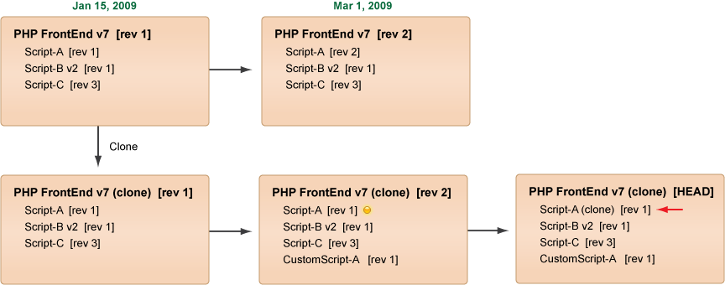 Jan 15, 2009
Mar 1, 2009
PHP FrontEnd v7 [rev 1]
Script-A [rev 1]
Script-B v2 [rev 1]
Script-C [rev 3]
PHP FrontEnd v7 [rev 2]
Script-A [rev 2]
Script-B v2 [rev 1]
Script-C [rev 3]
Clone
PHP FrontEnd v7 (clone) [rev 1]
Script-A [rev 1]
Script-B v2 [rev 1]
Script-C [rev 3]
PHP FrontEnd v7 (clone) [rev 2]
Script-A [rev 1]
Script-B v2 [rev 1]
Script-C [rev 3]
CustomScript-A [rev 1]
PHP FrontEnd v7 (clone) [HEAD]
Script-A (clone) [rev 1]
Script-B v2 [rev 1]
Script-C [rev 3]
CustomScript-A [rev 1]